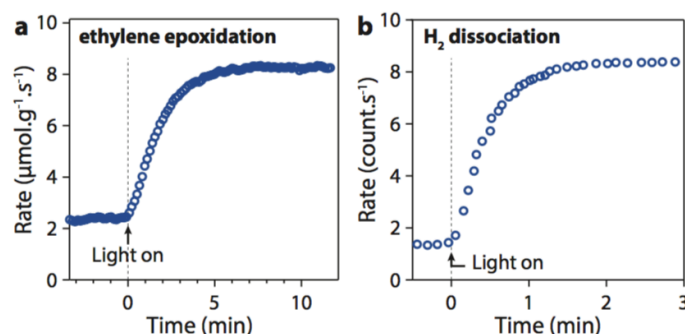 a ethylene epoxidation
10
8
6
4
2
0
Rate (μmol.g⁻¹.s⁻¹)
Light on
0 5 10
Time (min)
b H₂ dissociation
10
8
6
4
2
0
Rate (count.s⁻¹)
Light on
0 1 2 3
Time (min)